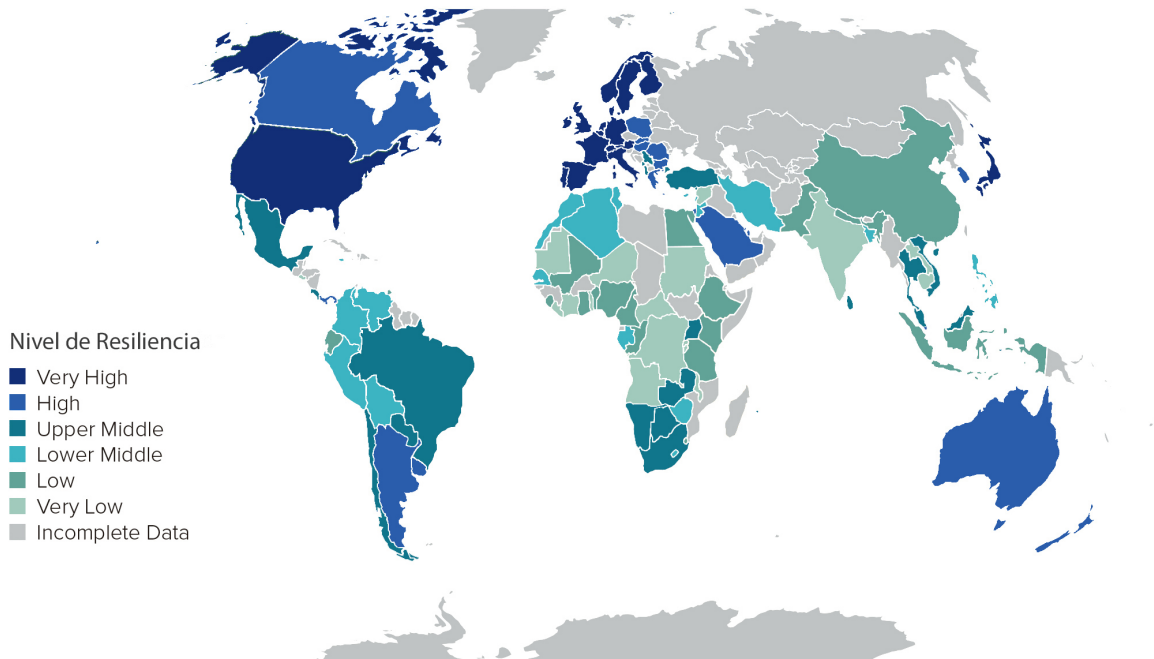 Nivel de Resiliencia
Very High
High
Upper Middle
Lower Middle
Low
Very Low
Incomplete Data